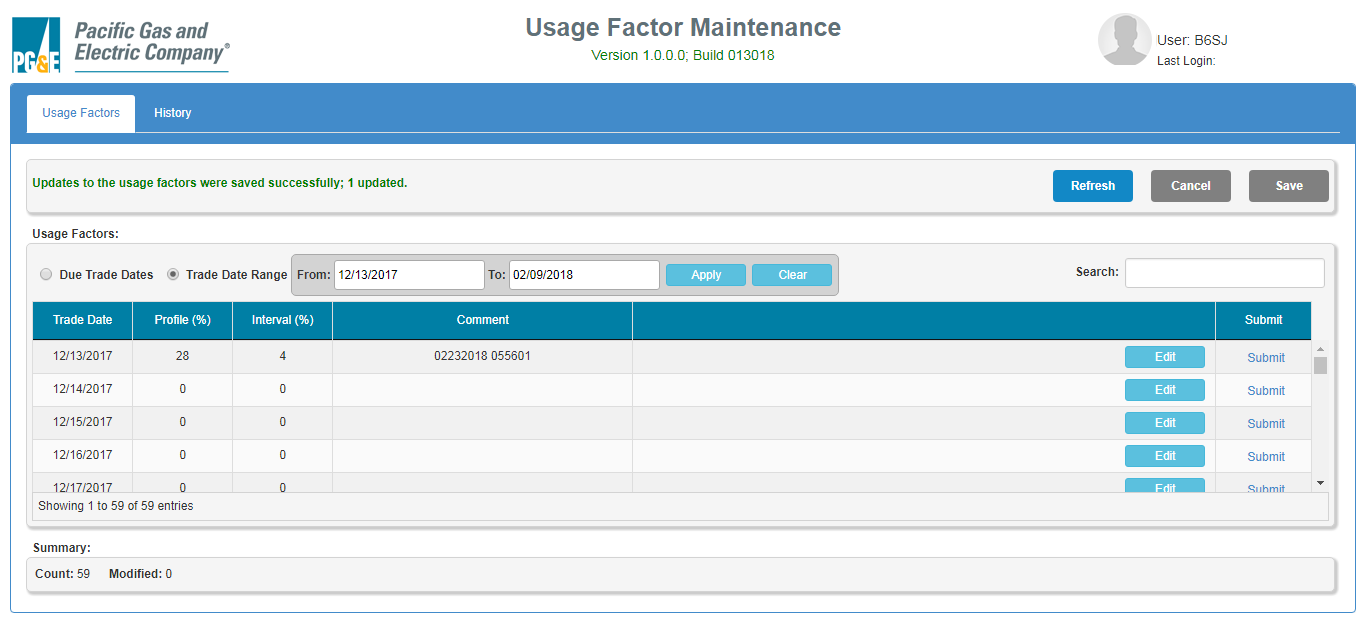 PG&E
Pacific Gas and
Electric Company®
Usage Factor Maintenance
Version 1.0.0.0; Build 013018
User: B6SJ
Last Login:
Usage Factors History
Updates to the usage factors were saved successfully; 1 updated. Refresh Cancel Save
Usage Factors:
Due Trade Dates Trade Date Range From: 12/13/2017 To: 02/09/2018 Apply Clear Search:
Trade Date Profile (%) Interval (%) Comment Submit
12/13/2017 28 4 02232018 055601 Edit Submit
12/14/2017 0 0 Edit Submit
12/15/2017 0 0 Edit Submit
12/16/2017 0 0 Edit Submit
12/17/2017 0 0 Edit Submit
Showing 1 to 59 of 59 entries
Summary:
Count: 59 Modified: 0